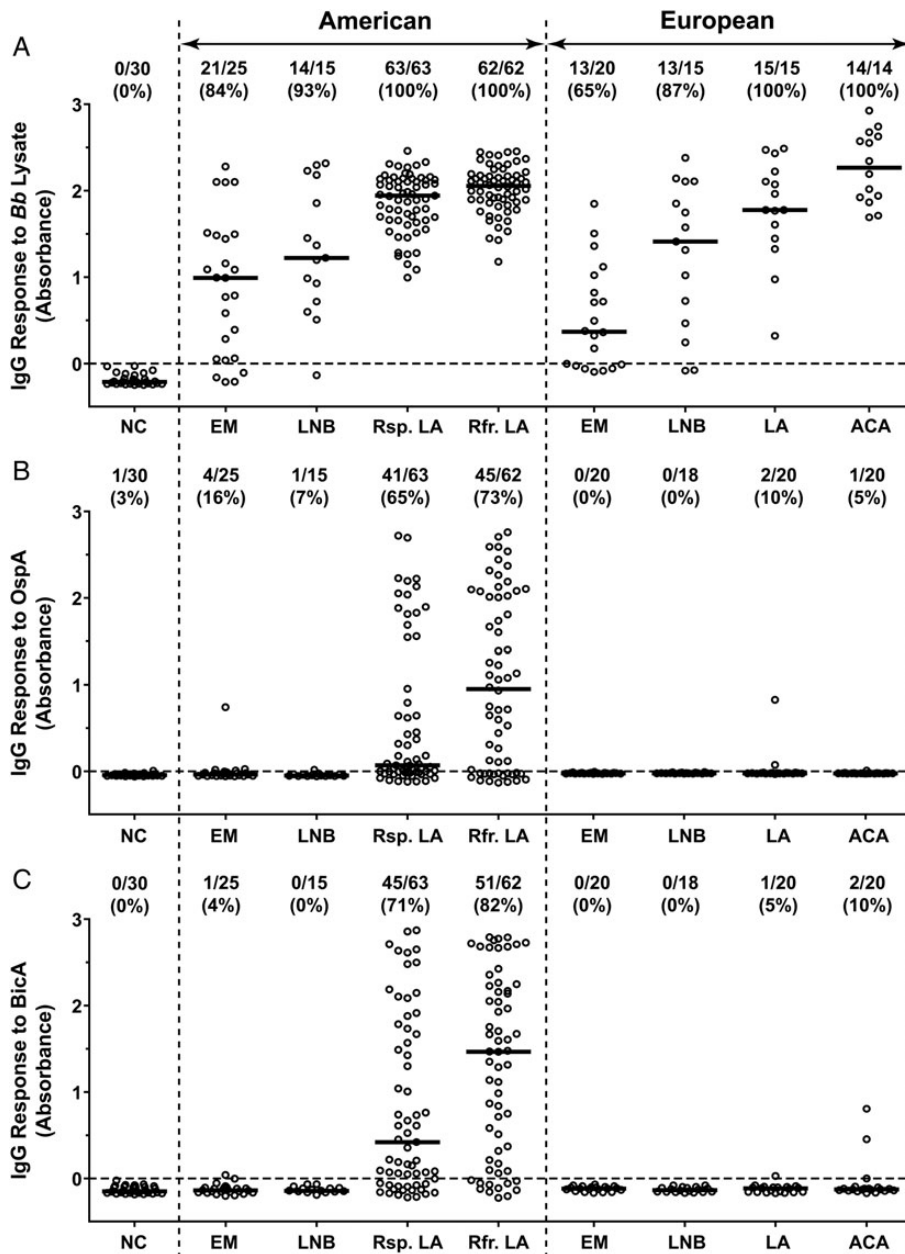 American European
A
0/30 21/25 14/15 63/63 62/62 13/20 13/15 15/15 14/14
(0%) (84%) (93%) (100%) (100%) (65%) (87%) (100%) (100%)
IgG Response to Bb Lysate
(Absorbance)
3
2
1
0
NC EM LNB Rsp. LA Rfr. LA EM LNB LA ACA
B
1/30 4/25 1/15 41/63 45/62 0/20 0/18 2/20 1/20
(3%) (16%) (7%) (65%) (73%) (0%) (0%) (10%) (5%)
IgG Response to OspA
(Absorbance)
3
2
1
0
NC EM LNB Rsp. LA Rfr. LA EM LNB LA ACA
C
0/30 1/25 0/15 45/63 51/62 0/20 0/18 1/20 2/20
(0%) (4%) (0%) (71%) (82%) (0%) (0%) (5%) (10%)
IgG Response to BicA
(Absorbance)
3
2
1
0
NC EM LNB Rsp. LA Rfr. LA EM LNB LA ACA